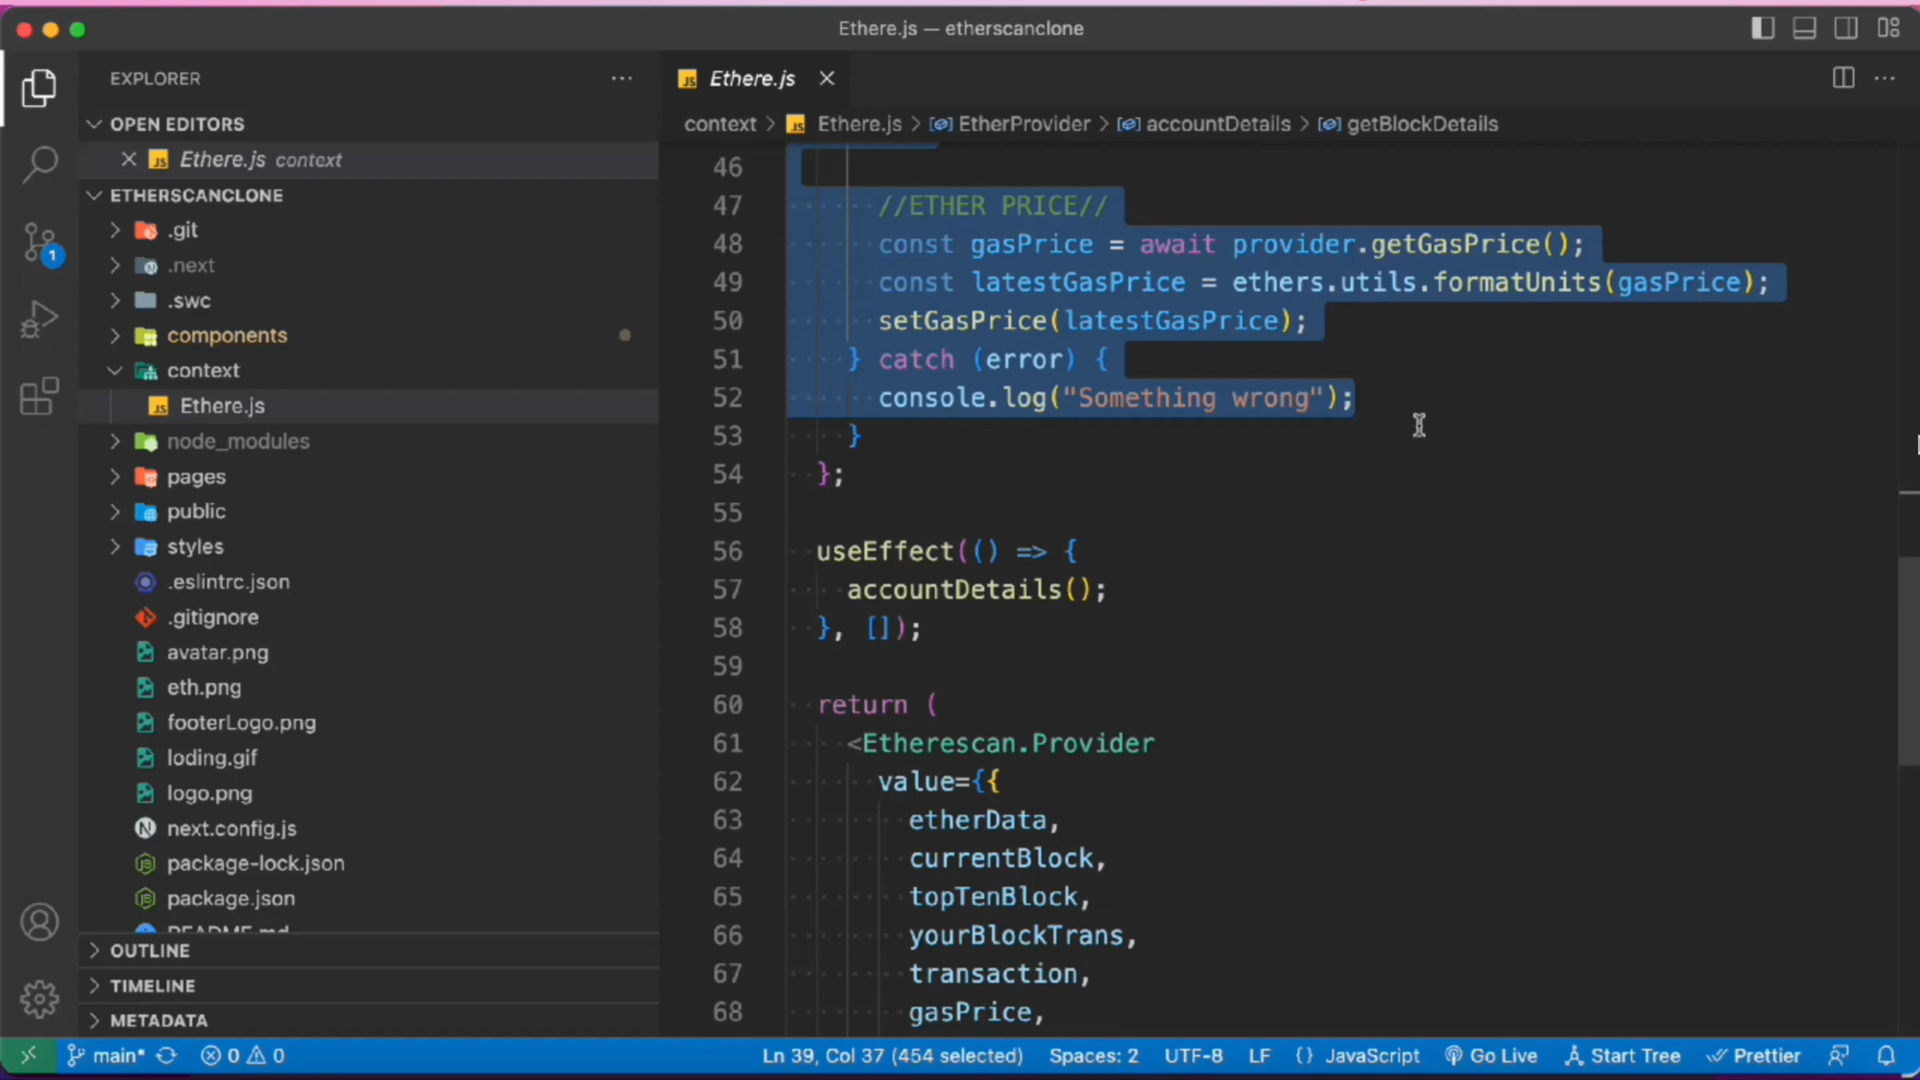 Ethere.js — etherscanclone
EXPLORER
OPEN EDITORS
Ethere.js context
ETHERSCANCLONE
.git
.next
.swc
components
context
Ethere.js
node_modules
pages
public
styles
.eslintrc.json
.gitignore
avatar.png
eth.png
footerLogo.png
loding.gif
logo.png
next.config.js
package-lock.json
package.json
README.md
OUTLINE
TIMELINE
METADATA
1
Ethere.js
context > Ethere.js > EtherProvider > accountDetails > getBlockDetails
46
47 //ETHER PRICE//
48 const gasPrice = await provider.getGasPrice();
49 const latestGasPrice = ethers.utils.formatUnits(gasPrice);
50 setGasPrice(latestGasPrice);
51 } catch (error) {
52 console.log("Something wrong");
53 }
54 };
55
56 useEffect(() => {
57 accountDetails();
58 }, []);
59
60 return (
61 <Etherescan.Provider
62 value={{
63 etherData,
64 currentBlock,
65 topTenBlock,
66 yourBlockTrans,
67 transaction,
68 gasPrice,
main* 0 0 Ln 39, Col 37 (454 selected) Spaces: 2 UTF-8 LF {} JavaScript Go Live Start Tree Prettier